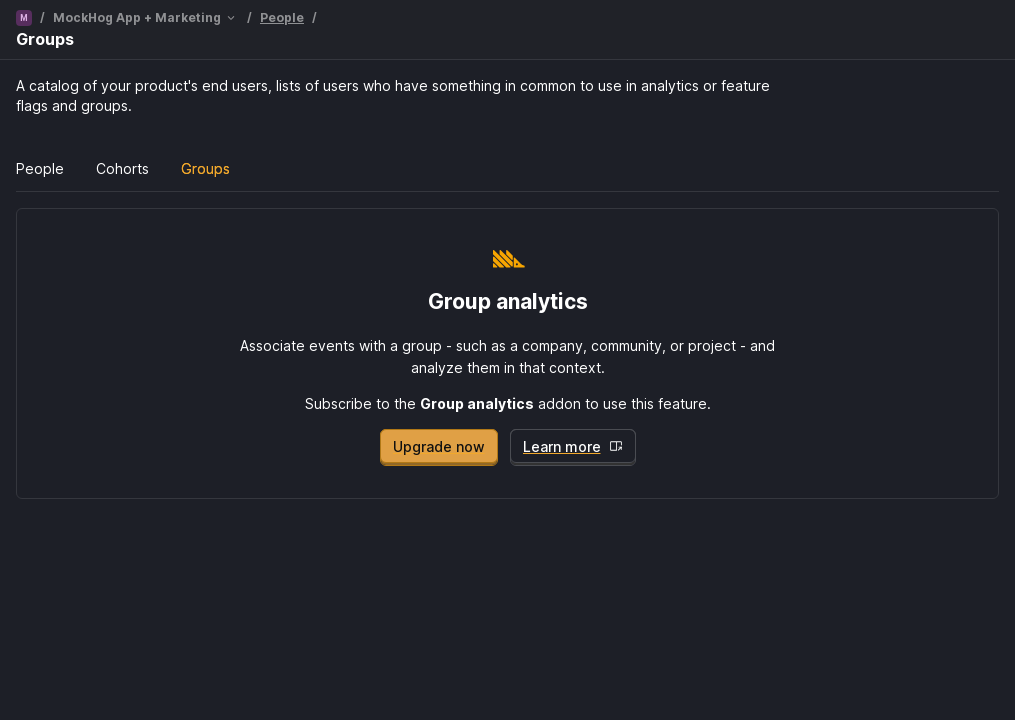 M / MockHog App + Marketing / People /
Groups
A catalog of your product's end users, lists of users who have something in common to use in analytics or feature
flags and groups.
People Cohorts Groups
Group analytics
Associate events with a group - such as a company, community, or project - and
analyze them in that context.
Subscribe to the Group analytics addon to use this feature.
Upgrade now Learn more